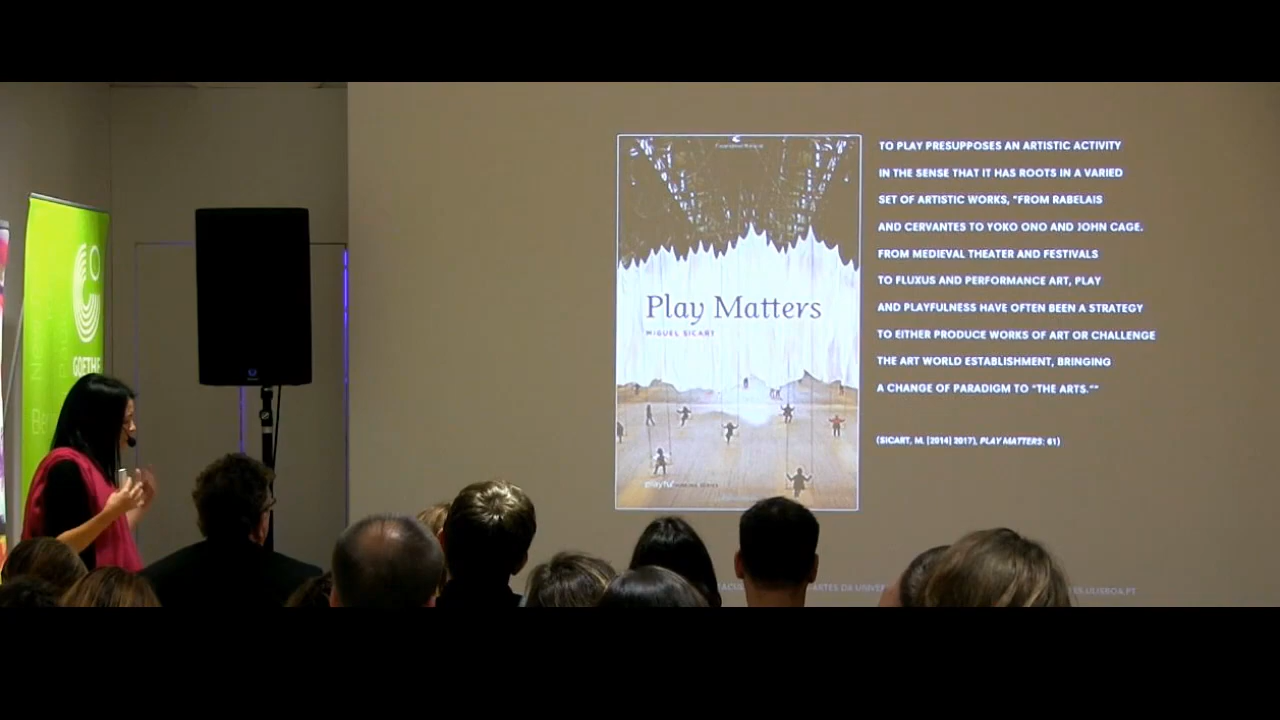 GOETHE
Play Matters
MIGUEL SICART
playful
TO PLAY PRESUPPOSES AN ARTISTIC ACTIVITY
IN THE SENSE THAT IT HAS ROOTS IN A VARIED
SET OF ARTISTIC WORKS, "FROM RABELAIS
AND CERVANTES TO YOKO ONO AND JOHN CAGE.
FROM MEDIEVAL THEATER AND FESTIVALS
TO FLUXUS AND PERFORMANCE ART, PLAY
AND PLAYFULNESS HAVE OFTEN BEEN A STRATEGY
TO EITHER PRODUCE WORKS OF ART OR CHALLENGE
THE ART WORLD ESTABLISHMENT, BRINGING
A CHANGE OF PARADIGM TO "THE ARTS.""
(SICART, M. [2014] 2017), PLAY MATTERS: 61)